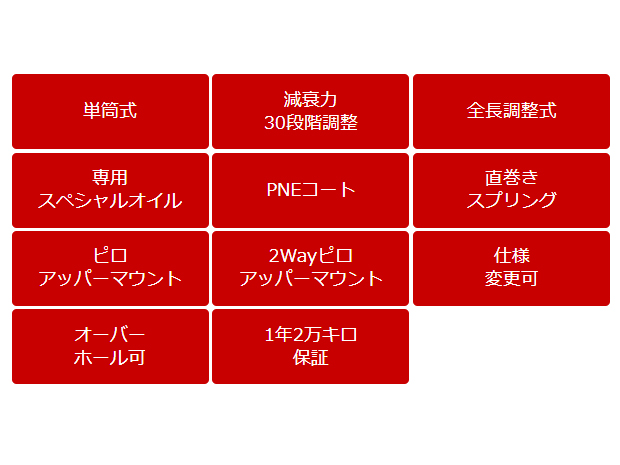 単筒式
減衰力
30段階調整
全長調整式
専用
スペシャルオイル
PNEコート
直巻き
スプリング
ピロ
アッパーマウント
2Wayピロ
アッパーマウント
仕様
変更可
オーバー
ホール可
1年2万キロ
保証